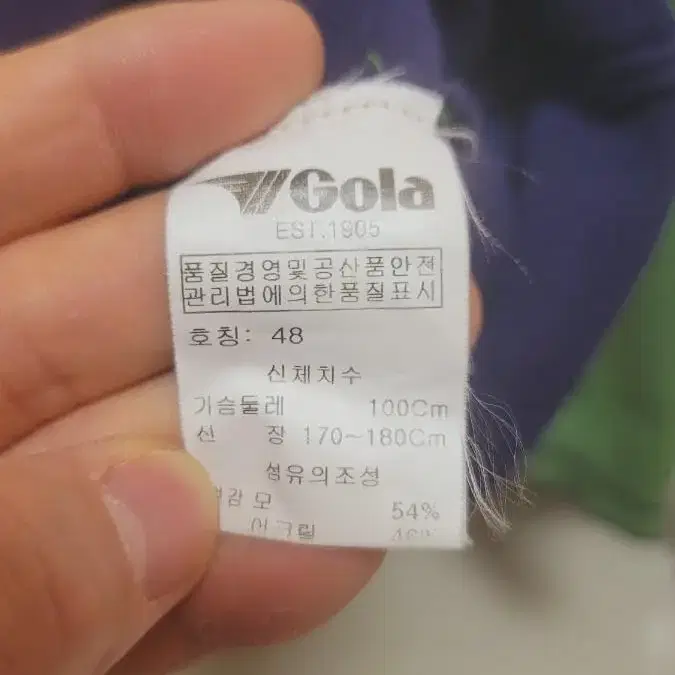 Gola
EST.1905
품질경영및공산품안전
관리법에의한품질표시
호칭: 48
신체치수
가슴둘레 100Cm
신 장 170~180Cm
섬유의조성
모 54%